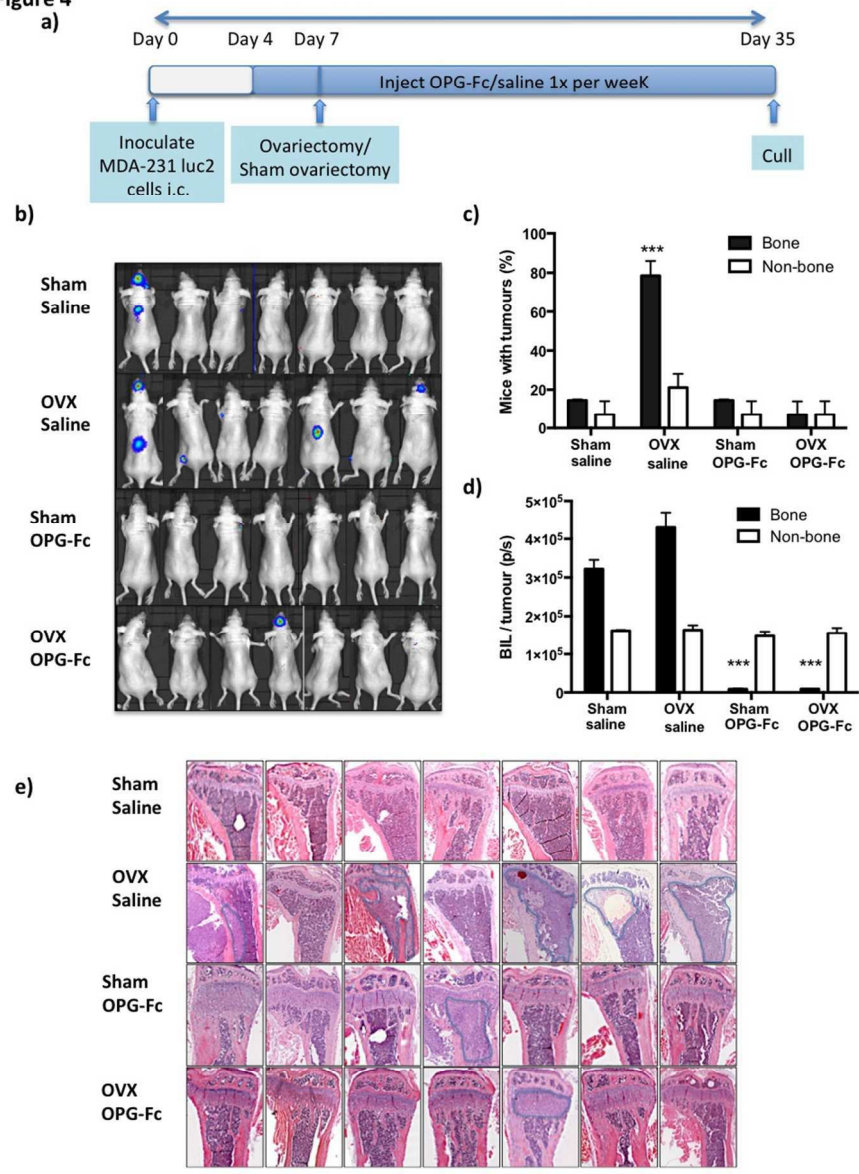 Figure 4
a)
Day 0 Day 4 Day 7 Day 35
Inject OPG-Fc/saline 1x per weeK
Inoculate
MDA-231 luc2
cells i.c.
Ovariectomy/
Sham ovariectomy
Cull
b)
Sham
Saline
OVX
Saline
Sham
OPG-Fc
OVX
OPG-Fc
c)
Mice with tumours (%)
100
80
60
40
20
0
***
Bone
Non-bone
Sham
saline
OVX
saline
Sham
OPG-Fc
OVX
OPG-Fc
d)
BIL / tumour (p/s)
5×10⁵
4×10⁵
3×10⁵
2×10⁵
1×10⁵
0
Bone
Non-bone
*** ***
Sham
saline
OVX
saline
Sham
OPG-Fc
OVX
OPG-Fc
e)
Sham
Saline
OVX
Saline
Sham
OPG-Fc
OVX
OPG-Fc